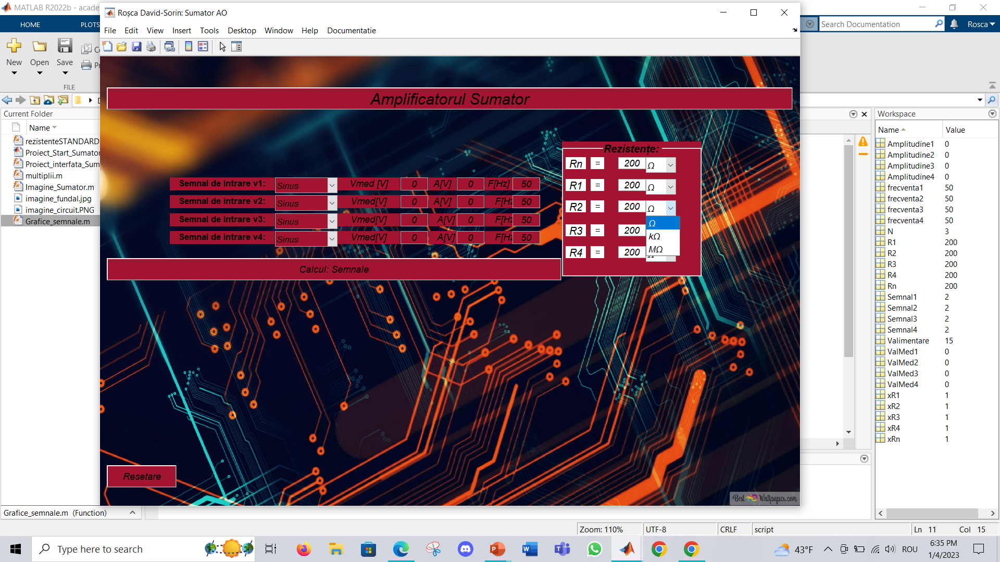 MATLAB R2022b - acade
Roșca David-Sorin: Sumator AO
HOME
PLOTS
Search Documentation
Rosca
File Edit View Insert Tools Desktop Window Help Documentatie
New
Open
Save
FILE
Amplificatorul Sumator
Current Folder
Name
rezistenteSTANDARD
Proiect_Start_Sumator
Proiect_interfata_Sum
multiplii.m
Imagine_Sumator.m
imagine_fundal.jpg
imagine_circuit.PNG
Grafice_semnale.m
Semnal de intrare v1: Sinus Vmed [V] 0 A[V] 0 F[Hz] 50
Semnal de intrare v2: Sinus Vmed[V] 0 A[V] 0 F[Hz 50
Semnal de intrare v3: Sinus Vmed[V] 0 A[V] 0 F[Hz 50
Semnal de intrare v4: Sinus Vmed[V] 0 A[V] 0 F[Hz 50
Calcul: Semnale
Rezistențe:
Rn = 200 Ω
R1 = 200 Ω
R2 = 200 Ω
Ω
kΩ
MΩ
R3 = 200
R4 = 200
Resetare
Best HD Wallpaper.com
Workspace
Name Value
Amplitudine1 0
Amplitudine2 0
Amplitudine3 0
Amplitudine4 0
frecventa1 50
frecventa2 50
frecventa3 50
frecventa4 50
N 3
R1 200
R2 200
R3 200
R4 200
Rn 200
Semnal1 2
Semnal2 2
Semnal3 2
Semnal4 2
Valimentare 15
ValMed1 0
ValMed2 0
ValMed3 0
ValMed4 0
xR1 1
xR2 1
xR3 1
xR4 1
xRn 1
Grafice_semnale.m (Function)
Zoom: 110% UTF-8 CRLF script Ln 11 Col 15
Type here to search
43°F
ROU
6:35 PM
1/4/2023